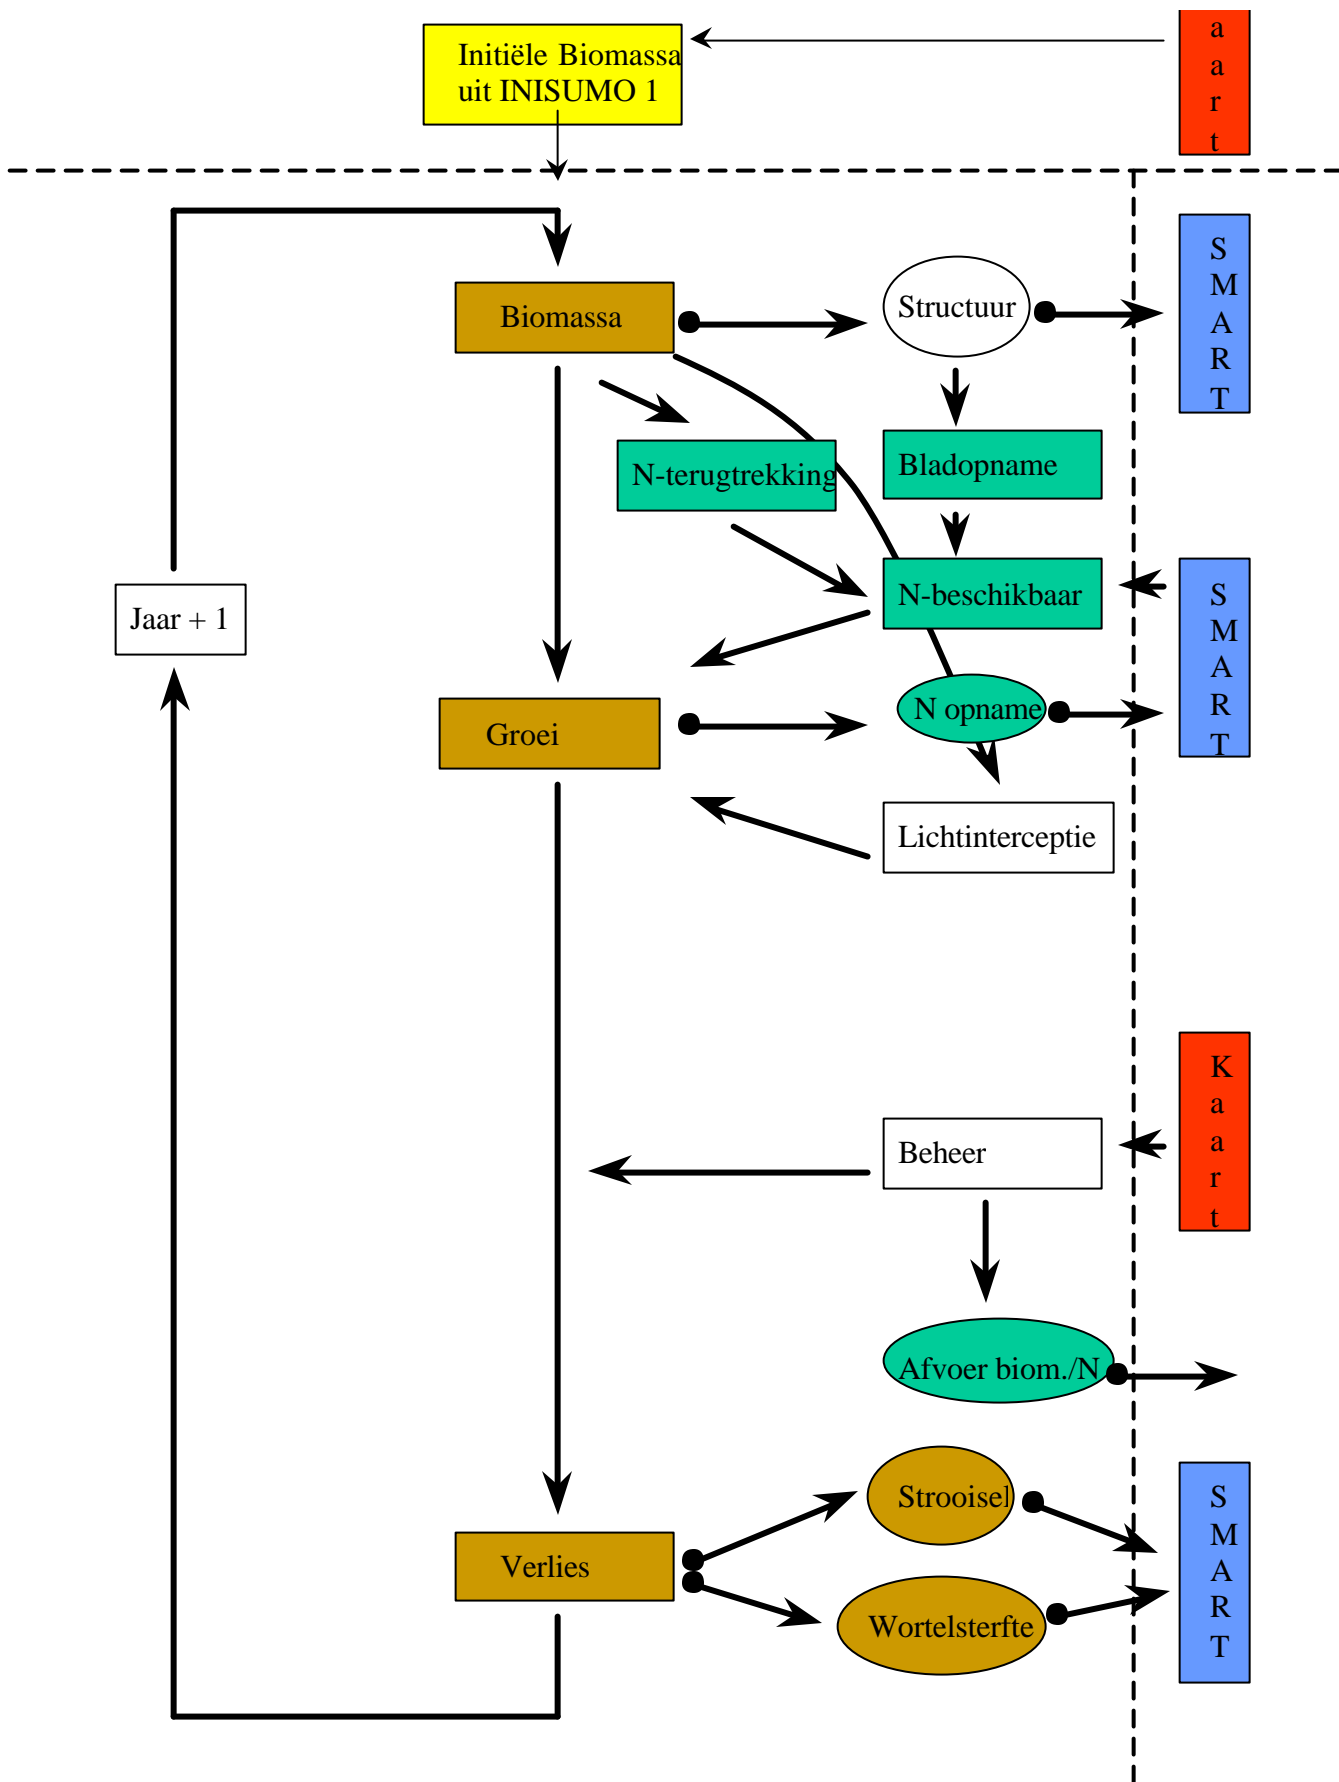 Initiële Biomassa
uit INISUMO 1
a
a
r
t
Biomassa
Structuur
S
M
A
R
T
N-terugtrekking
Bladopname
Jaar + 1
N-beschikbaar
S
M
A
R
T
Groei
N opname
Lichtinterceptie
Beheer
K
a
a
r
t
Afvoer biom./N
Strooisel
Verlies
Wortelsterfte
S
M
A
R
T